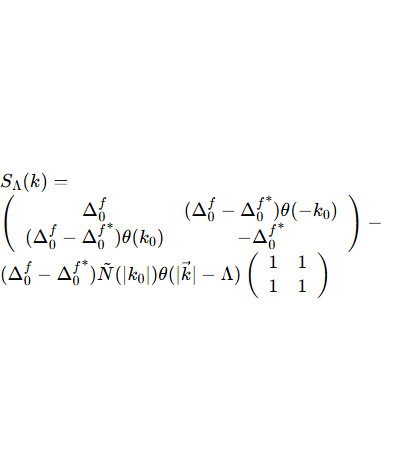 S_Λ(k) =
( Δ_0^f   (Δ_0^f − Δ_0^{f*})θ(−k_0)
(Δ_0^f − Δ_0^{f*})θ(k_0)   −Δ_0^{f*} ) −
(Δ_0^f − Δ_0^{f*})Ñ(|k_0|)θ(|k⃗| − Λ) ( 1 1
1 1 )